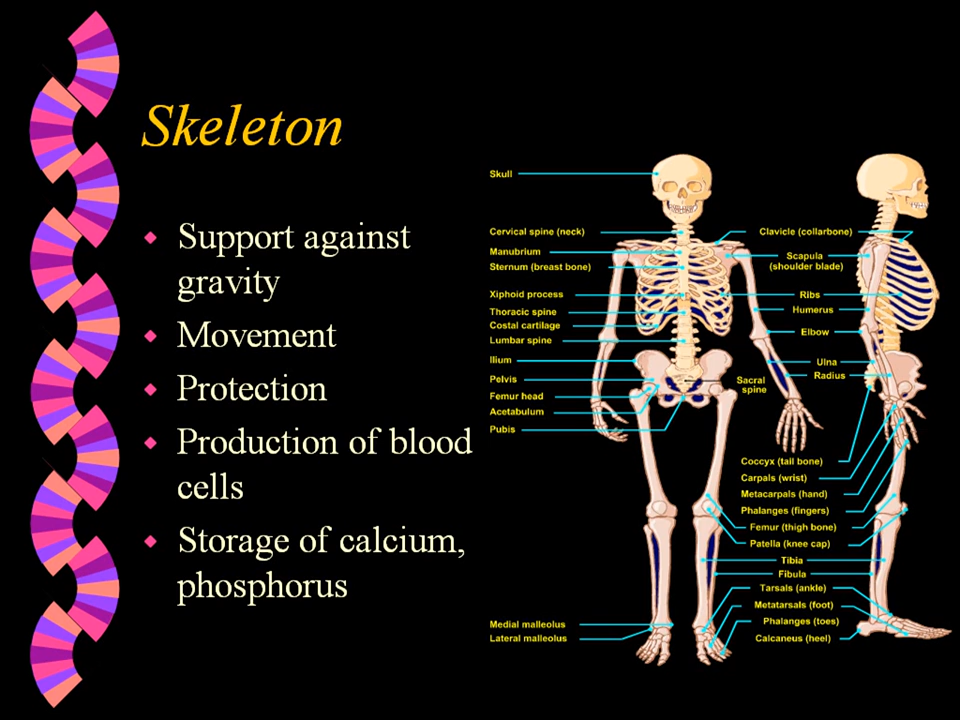 Skeleton
Support against
gravity
Movement
Protection
Production of blood
cells
Storage of calcium,
phosphorus
Skull
Cervical spine (neck)
Manubrium
Sternum (breast bone)
Xiphoid process
Thoracic spine
Costal cartilage
Lumbar spine
Ilium
Pelvis
Femur head
Acetabulum
Pubis
Medial malleolus
Lateral malleolus
Clavicle (collarbone)
Scapula
(shoulder blade)
Ribs
Humerus
Elbow
Ulna
Radius
Sacral
spine
Coccyx (tail bone)
Carpals (wrist)
Metacarpals (hand)
Phalanges (fingers)
Femur (thigh bone)
Patella (knee cap)
Tibia
Fibula
Tarsals (ankle)
Metatarsals (foot)
Phalanges (toes)
Calcaneus (heel)